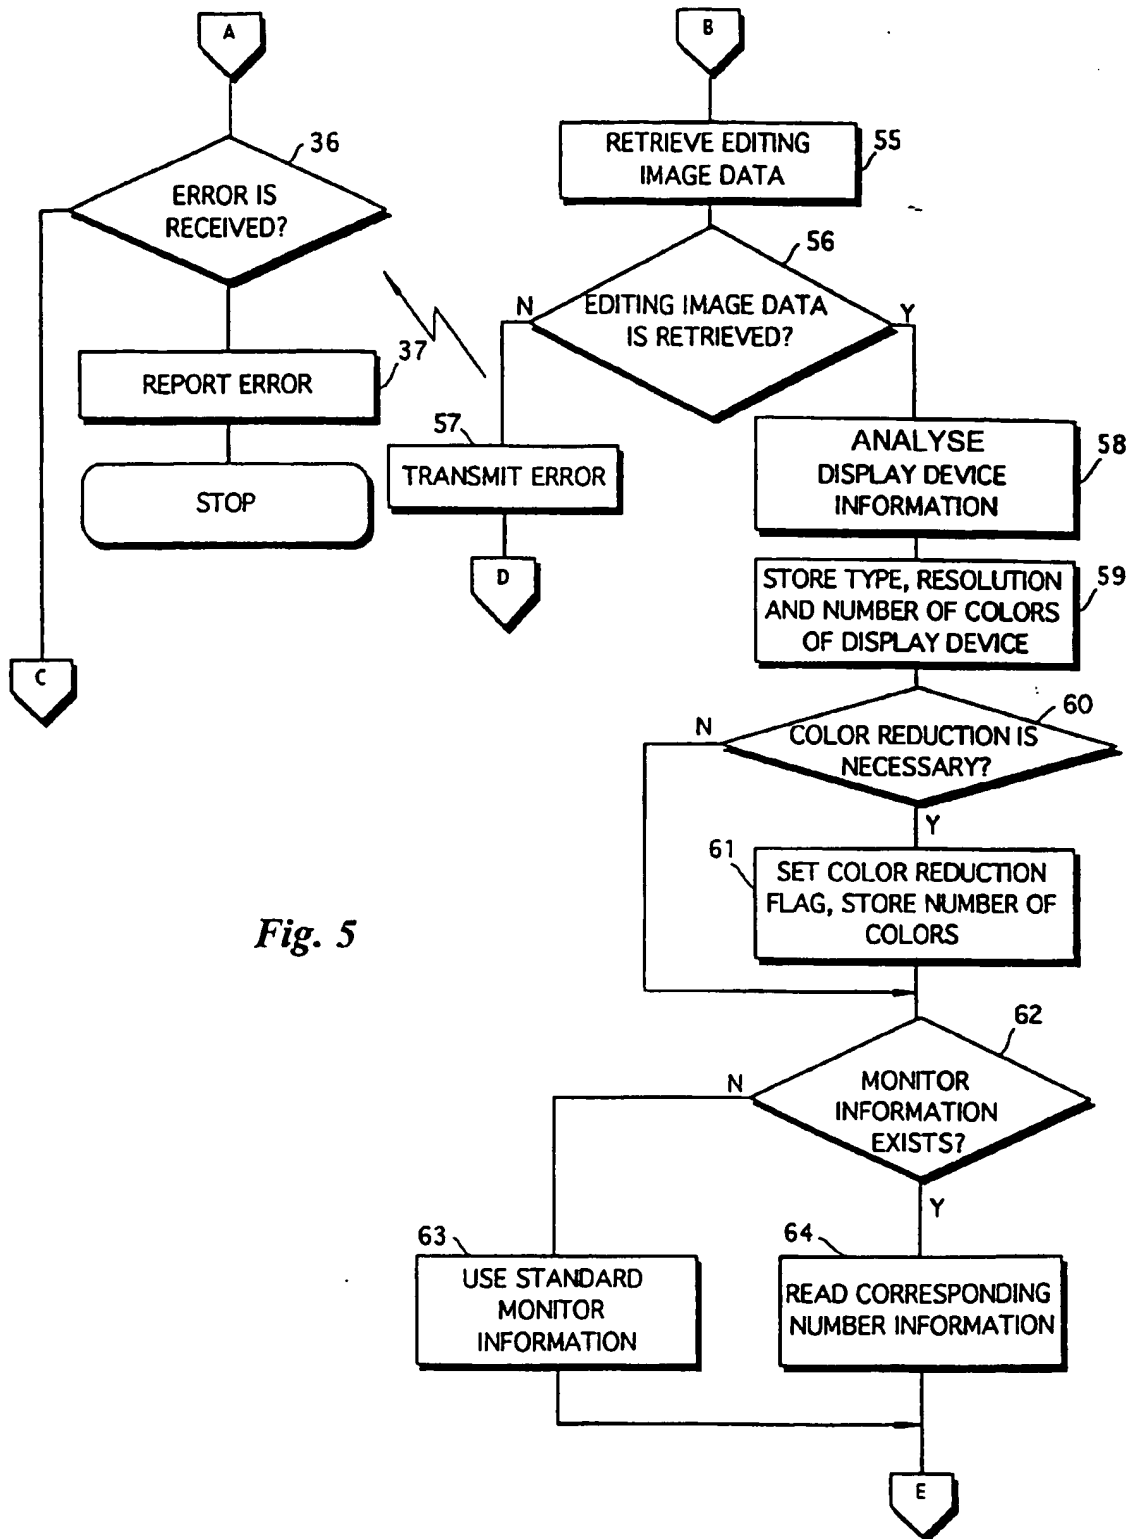 A
36
ERROR IS
RECEIVED?
37
REPORT ERROR
STOP
C
B
RETRIEVE EDITING
IMAGE DATA
55
56
N
EDITING IMAGE DATA
IS RETRIEVED?
Y
57
TRANSMIT ERROR
D
ANALYSE
DISPLAY DEVICE
INFORMATION
58
STORE TYPE, RESOLUTION
AND NUMBER OF COLORS
OF DISPLAY DEVICE
59
60
N
COLOR REDUCTION IS
NECESSARY?
Y
61
SET COLOR REDUCTION
FLAG, STORE NUMBER OF
COLORS
Fig. 5
62
N
MONITOR
INFORMATION
EXISTS?
Y
63
USE STANDARD
MONITOR
INFORMATION
64
READ CORRESPONDING
NUMBER INFORMATION
E